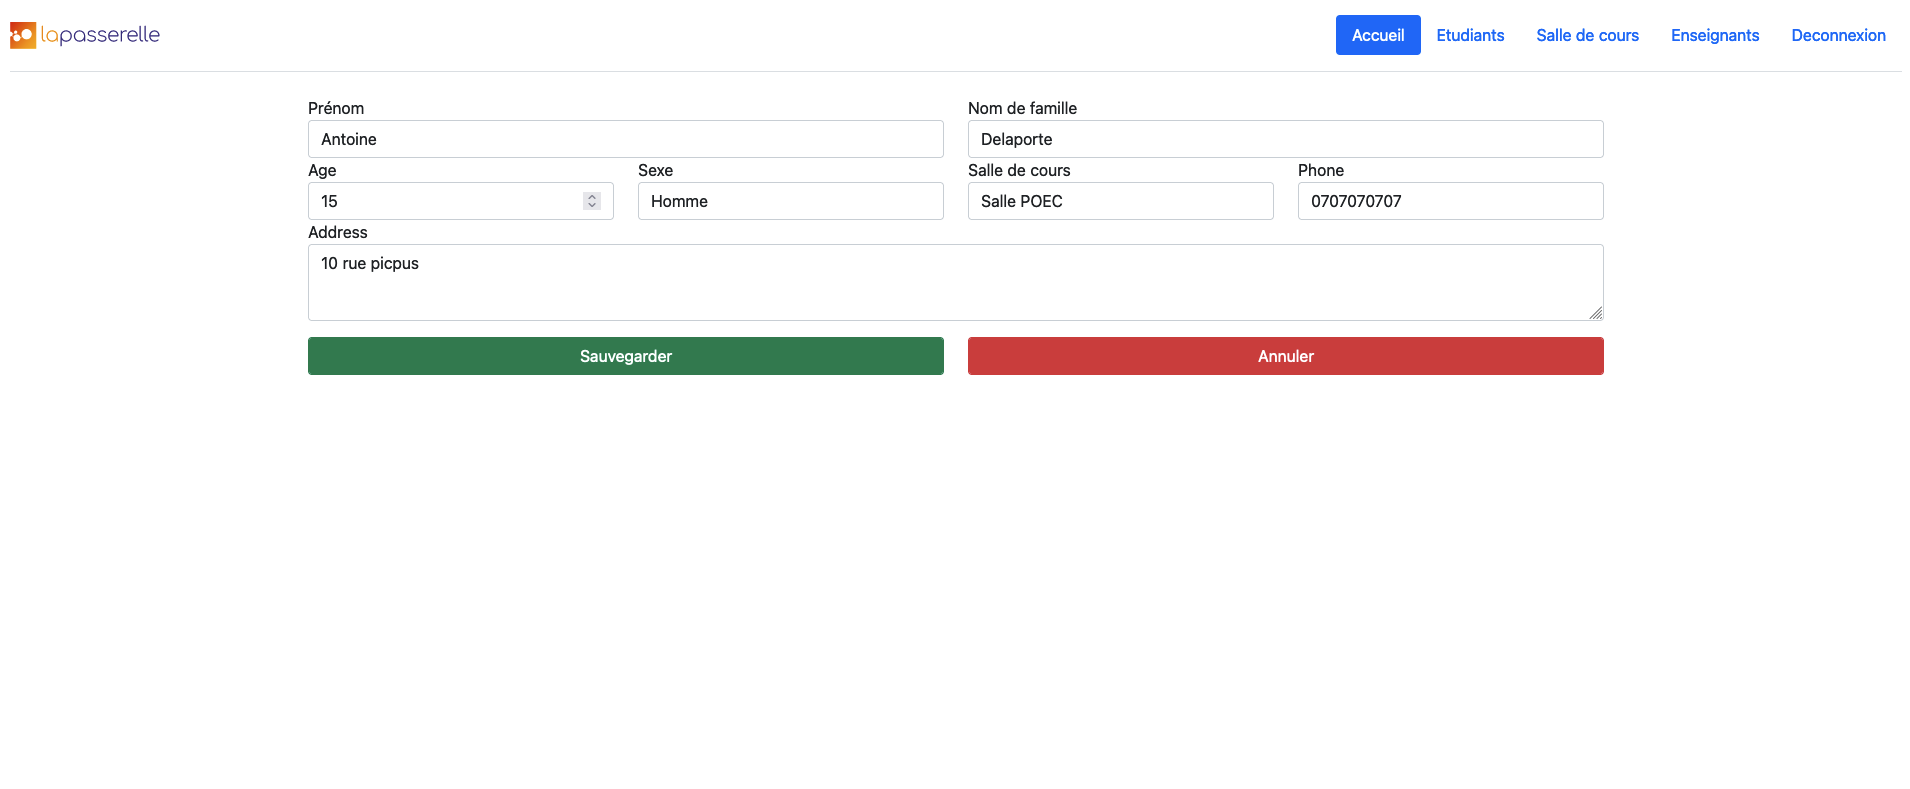 lapasserelle
Accueil Etudiants Salle de cours Enseignants Deconnexion
Prénom Nom de famille
Antoine Delaporte
Age Sexe Salle de cours Phone
15 Homme Salle POEC 0707070707
Address
10 rue picpus
Sauvegarder Annuler